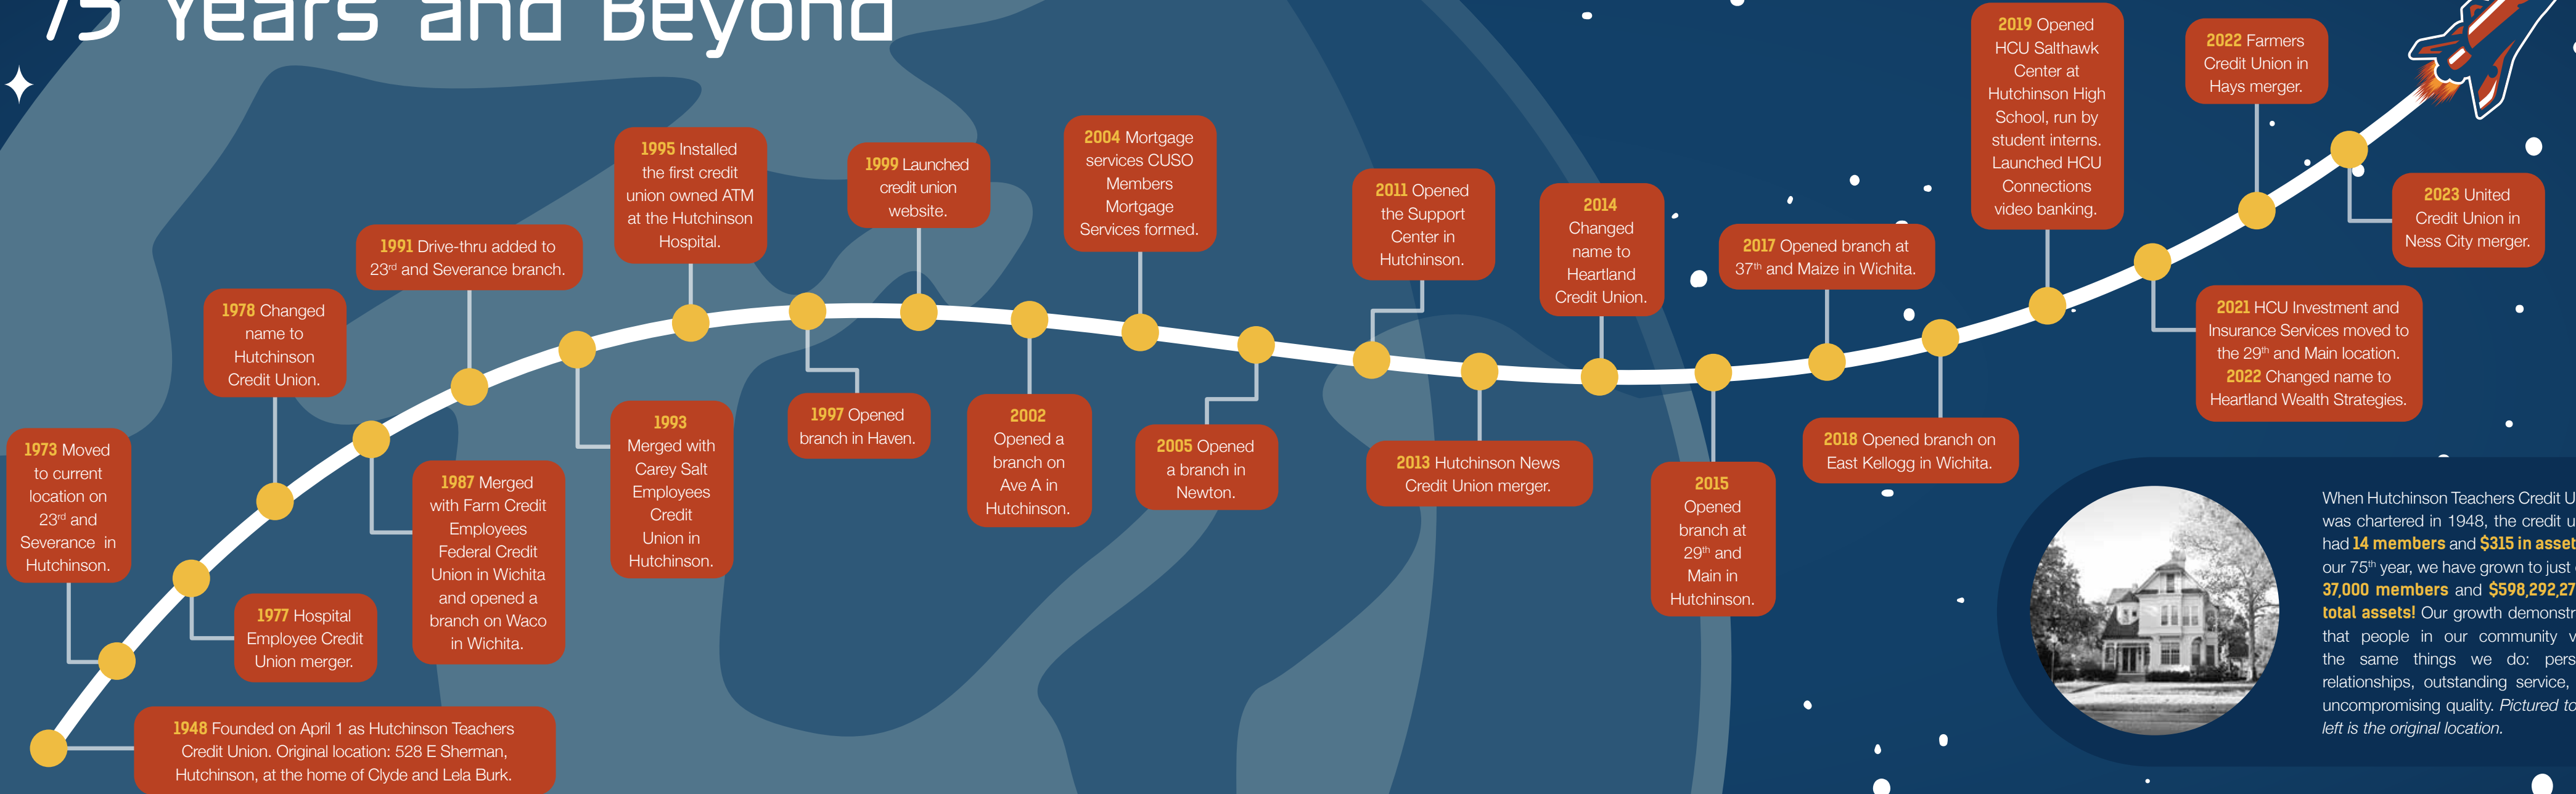 75 Years and Beyond
1948 Founded on April 1 as Hutchinson Teachers
Credit Union. Original location: 528 E Sherman,
Hutchinson, at the home of Clyde and Lela Burk.
1973 Moved
to current
location on
23rd and
Severance in
Hutchinson.
1977 Hospital
Employee Credit
Union merger.
1978 Changed
name to
Hutchinson
Credit Union.
1987 Merged
with Farm Credit
Employees
Federal Credit
Union in Wichita
and opened a
branch on Waco
in Wichita.
1991 Drive-thru added to
23rd and Severance branch.
1993
Merged with
Carey Salt
Employees
Credit
Union in
Hutchinson.
1995 Installed
the first credit
union owned ATM
at the Hutchinson
Hospital.
1997 Opened
branch in Haven.
1999 Launched
credit union
website.
2002
Opened a
branch on
Ave A in
Hutchinson.
2004 Mortgage
services CUSO
Members
Mortgage
Services formed.
2005 Opened
a branch in
Newton.
2011 Opened
the Support
Center in
Hutchinson.
2013 Hutchinson News
Credit Union merger.
2014
Changed
name to
Heartland
Credit Union.
2015
Opened
branch at
29th and
Main in
Hutchinson.
2017 Opened branch at
37th and Maize in Wichita.
2018 Opened branch on
East Kellogg in Wichita.
2019 Opened
HCU Salthawk
Center at
Hutchinson High
School, run by
student interns.
Launched HCU
Connections
video banking.
2021 HCU Investment and
Insurance Services moved to
the 29th and Main location.
2022 Changed name to
Heartland Wealth Strategies.
2022 Farmers
Credit Union in
Hays merger.
2023 United
Credit Union in
Ness City merger.
When Hutchinson Teachers Credit U
was chartered in 1948, the credit u
had 14 members and $315 in asset
our 75th year, we have grown to just
37,000 members and $598,292,27
total assets! Our growth demonstr
that people in our community v
the same things we do: pers
relationships, outstanding service,
uncompromising quality. Pictured to
left is the original location.